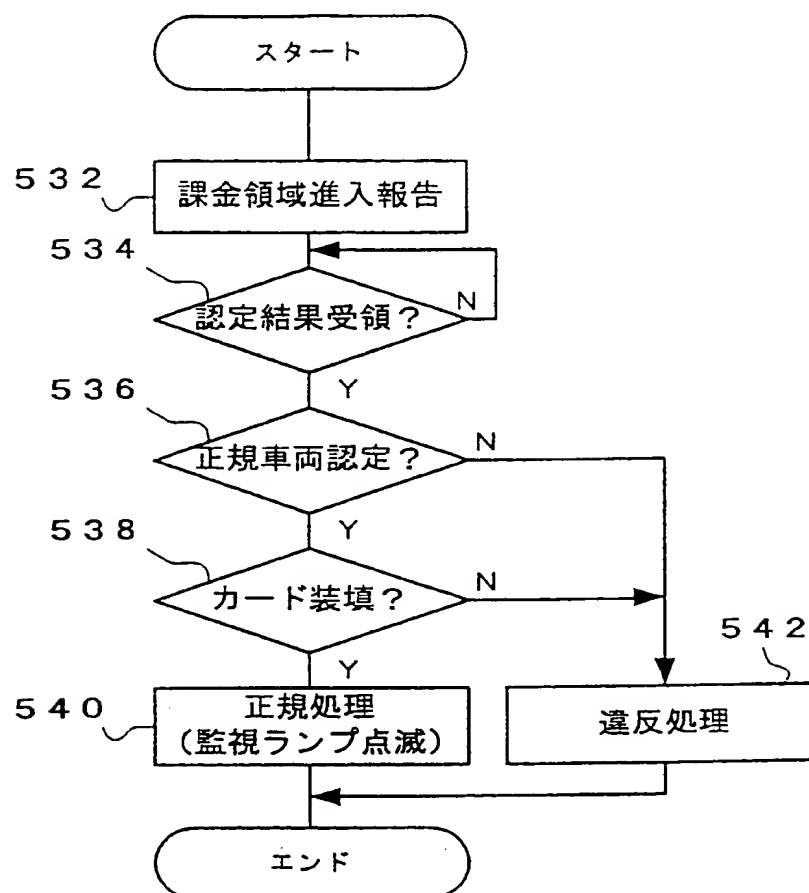 スタート
532
課金領域進入報告
534
認定結果受領?
N
Y
536
正規車両認定?
N
Y
538
カード装填?
N
Y
542
540
正規処理
(監視ランプ点滅)
違反処理
エンド